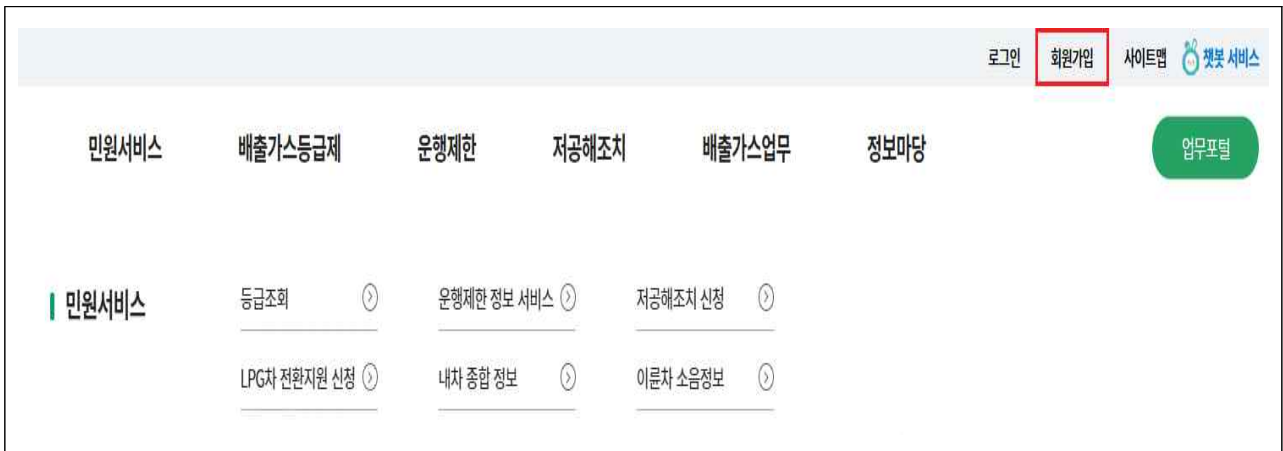 로그인 회원가입 사이트맵 챗봇 서비스
민원서비스 배출가스등급제 운행제한 저공해조치 배출가스업무 정보마당 업무포털
민원서비스 등급조회 운행제한 정보 서비스 저공해조치 신청
LPG차 전환지원 신청 내차 종합 정보 이륜차 소음정보